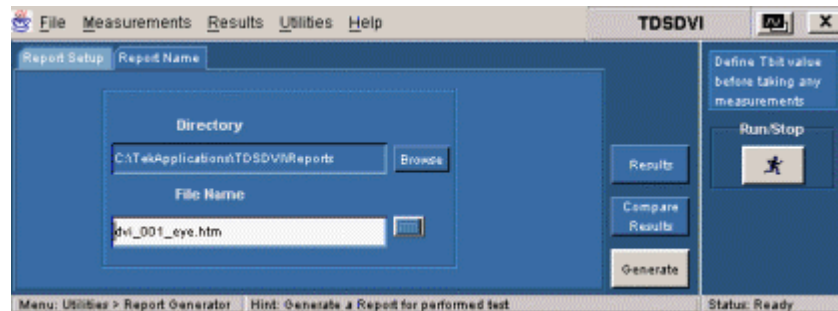 File Measurements Results Utilities Help TDSDVI X
Report Setup Report Name
Define Tbit value
before taking any
measurements
Run/Stop
Directory
C:\TekApplications\TDSDVI\Reports
Browse
File Name
dvi_001_eye.htm
Results
Compare
Results
Generate
Menu: Utilities > Report Generator Hint: Generate a Report for performed test Status: Ready